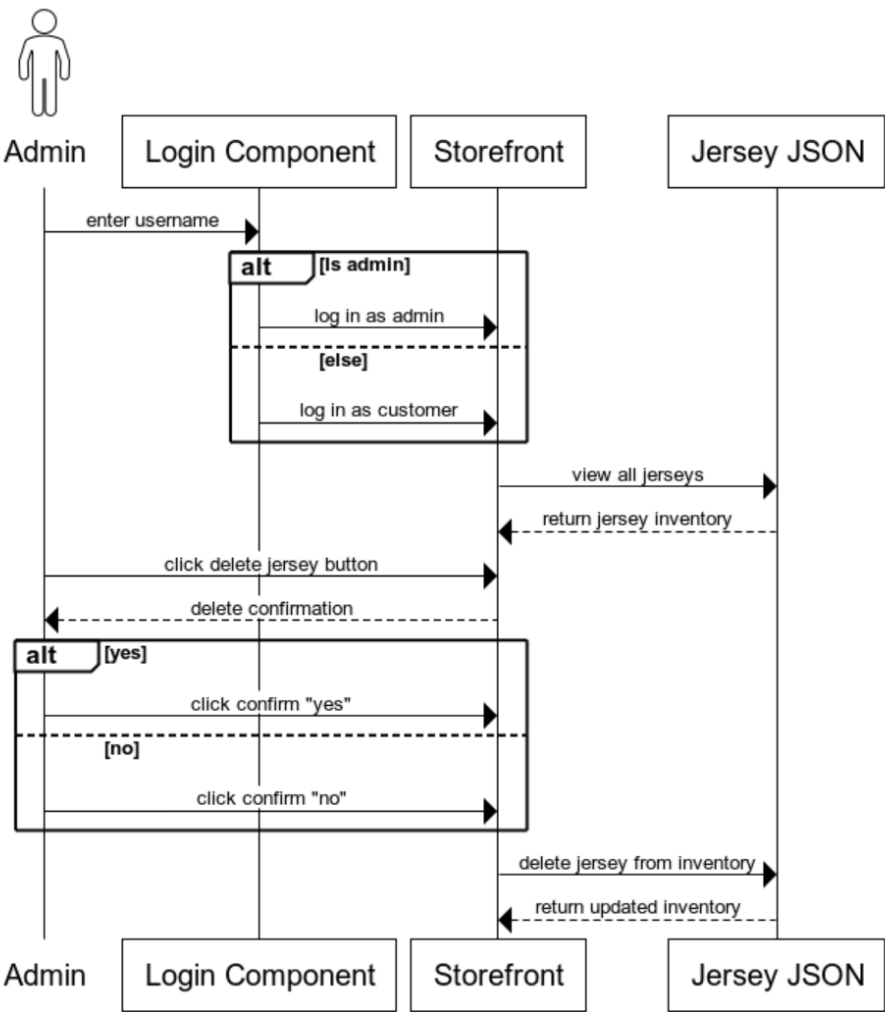 Admin
Login Component
Storefront
Jersey JSON
enter username
alt
[Is admin]
log in as admin
[else]
log in as customer
view all jerseys
return jersey inventory
click delete jersey button
delete confirmation
alt
[yes]
click confirm "yes"
[no]
click confirm "no"
delete jersey from inventory
return updated inventory
Admin
Login Component
Storefront
Jersey JSON